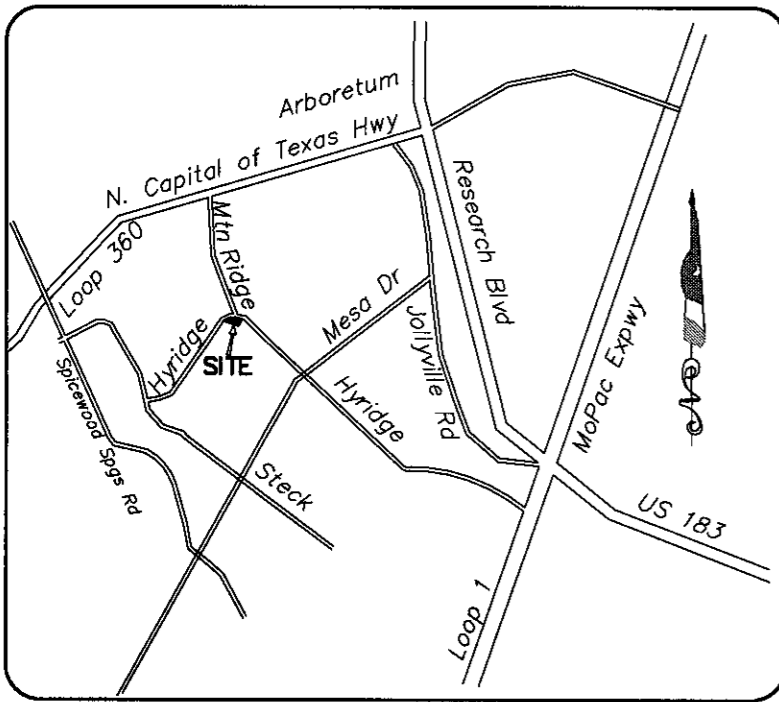 Arboretum
N. Capital of Texas Hwy
Loop 360
Mtn Ridge
Research Blvd
Mesa Dr
Hyridge
SITE
Jollyville Rd
MoPac Expwy
Spicewood Spgs Rd
Hyridge
Steck
US 183
Loop 1